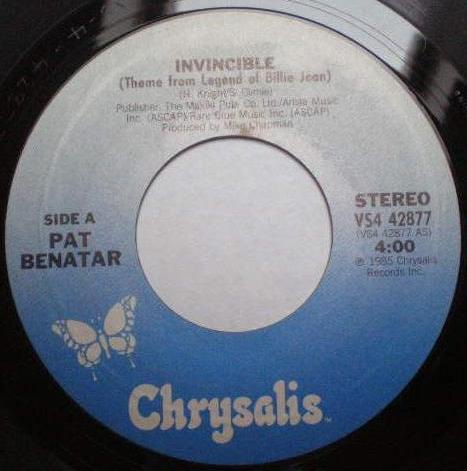 INVINCIBLE
(Theme from Legend of Billie Jean)
(H. Knight/S. Climie)
Publisher: The Makiki Pub. Co. Ltd./Arista Music
Inc. (ASCAP)/Rare Blue Music Inc. (ASCAP)
Produced by Mike Chapman
SIDE A
PAT
BENATAR
STEREO
VS4 42877
(VS4 42877 AS)
4:00
℗ 1985 Chrysalis
Records Inc.
Chrysalis